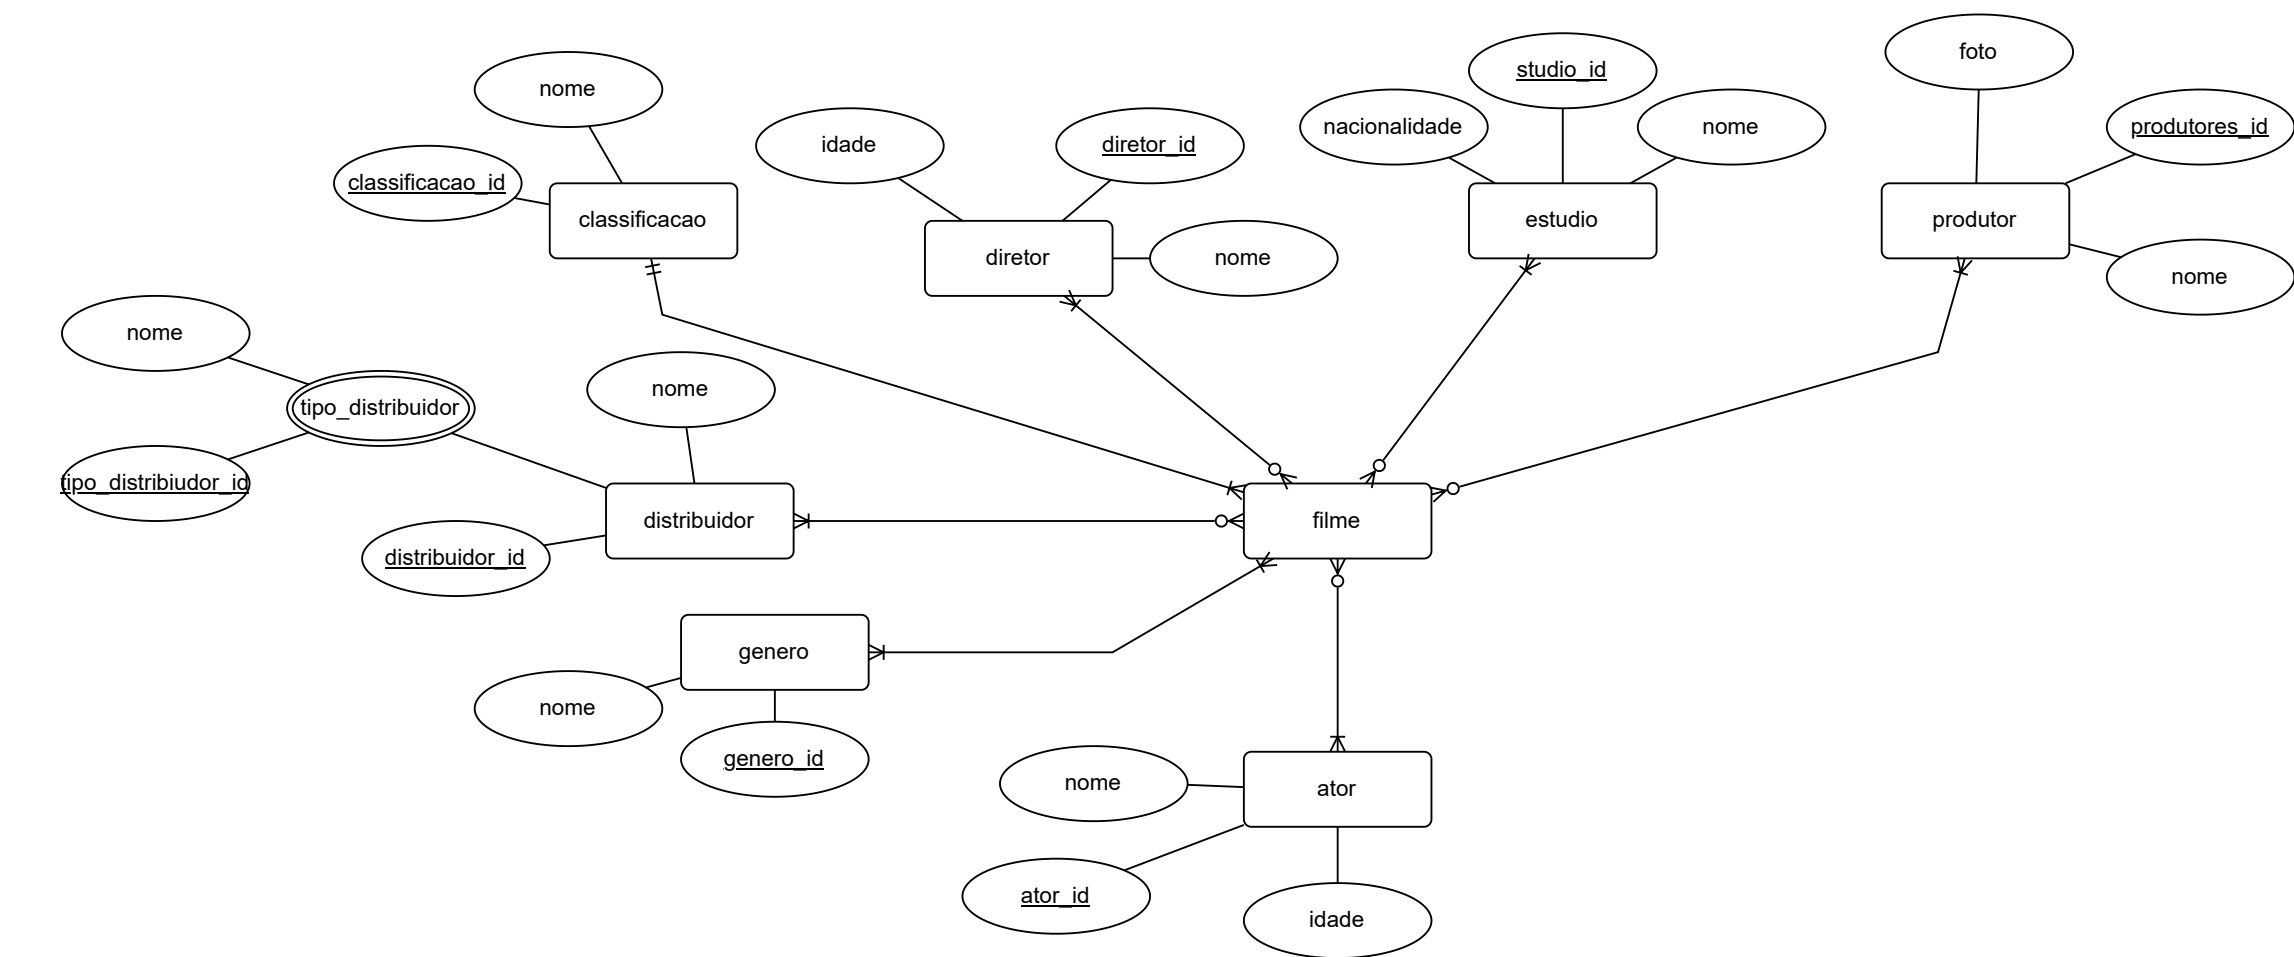 foto
studio_id
nome
idade
diretor_id
nacionalidade
nome
produtores_id
classificacao_id
classificacao
diretor
nome
estudio
produtor
nome
nome
nome
tipo_distribuidor
tipo_distribiudor_id
distribuidor
filme
distribuidor_id
genero
nome
genero_id
nome
ator
ator_id
idade